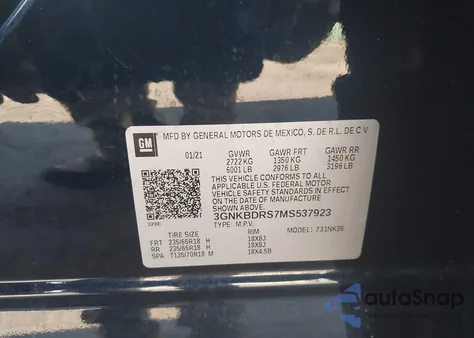 GM
MFD BY GENERAL MOTORS DE MEXICO, S. DE R.L. DE C.V.
01/21 GVWR GAWR FRT GAWR RR
2722 KG 1350 KG 1450 KG
6001 LB 2976 LB 3196 LB
THIS VEHICLE CONFORMS TO ALL
APPLICABLE U.S. FEDERAL MOTOR
VEHICLE SAFETY STANDARDS IN EFFECT ON
THE DATE OF MANUFACTURE SHOWN ABOVE.
3GNKBDRS7MS537923
TYPE: M.P.V. 731NK26
TIRE SIZE RIM
FRT 235/65R18 H 18X8J
RR 235/65R18 H 18X8J
SPA T135/70R18 M 18X4.5B
autoSnap